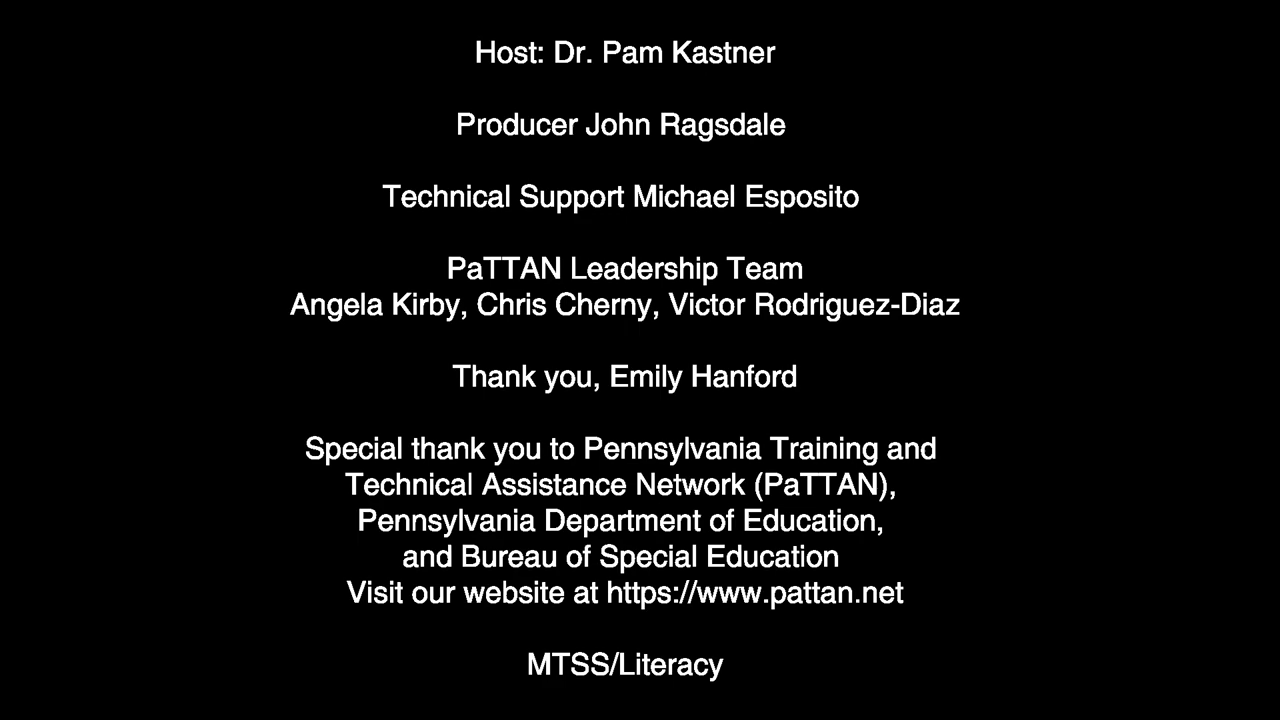 Host: Dr. Pam Kastner
Producer John Ragsdale
Technical Support Michael Esposito
PaTTAN Leadership Team
Angela Kirby, Chris Cherny, Victor Rodriguez-Diaz
Thank you, Emily Hanford
Special thank you to Pennsylvania Training and
Technical Assistance Network (PaTTAN),
Pennsylvania Department of Education,
and Bureau of Special Education
Visit our website at https://www.pattan.net
MTSS/Literacy